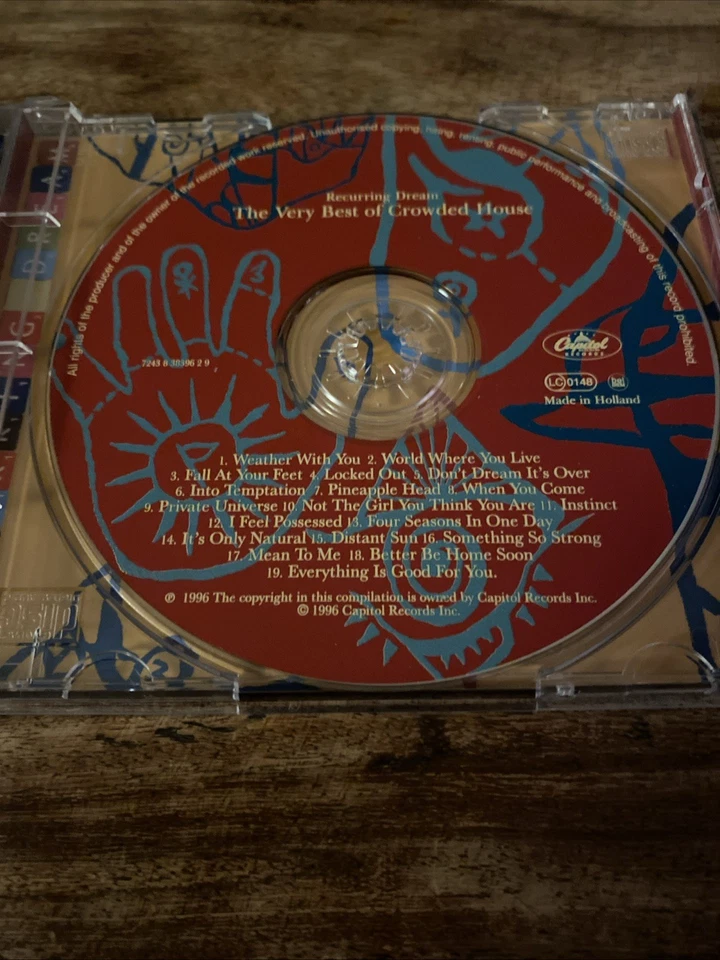 All rights of the producer and of the owner of the recorded work reserved. Unauthorised copying, hiring, renting, public performance and broadcasting of this record prohibited
Recurring Dream
The Very Best of Crowded House
7243 8 38396 2 9
Capitol
RECORDS
LC 0148
Made in Holland
1. Weather With You 2. World Where You Live
3. Fall At Your Feet 4. Locked Out 5. Don't Dream It's Over
6. Into Temptation 7. Pineapple Head 8. When You Come
9. Private Universe 10. Not The Girl You Think You Are 11. Instinct
12. I Feel Possessed 13. Four Seasons In One Day
14. It's Only Natural 15. Distant Sun 16. Something So Strong
17. Mean To Me 18. Better Be Home Soon
19. Everything Is Good For You.
℗ 1996 The copyright in this compilation is owned by Capitol Records Inc.
© 1996 Capitol Records Inc.